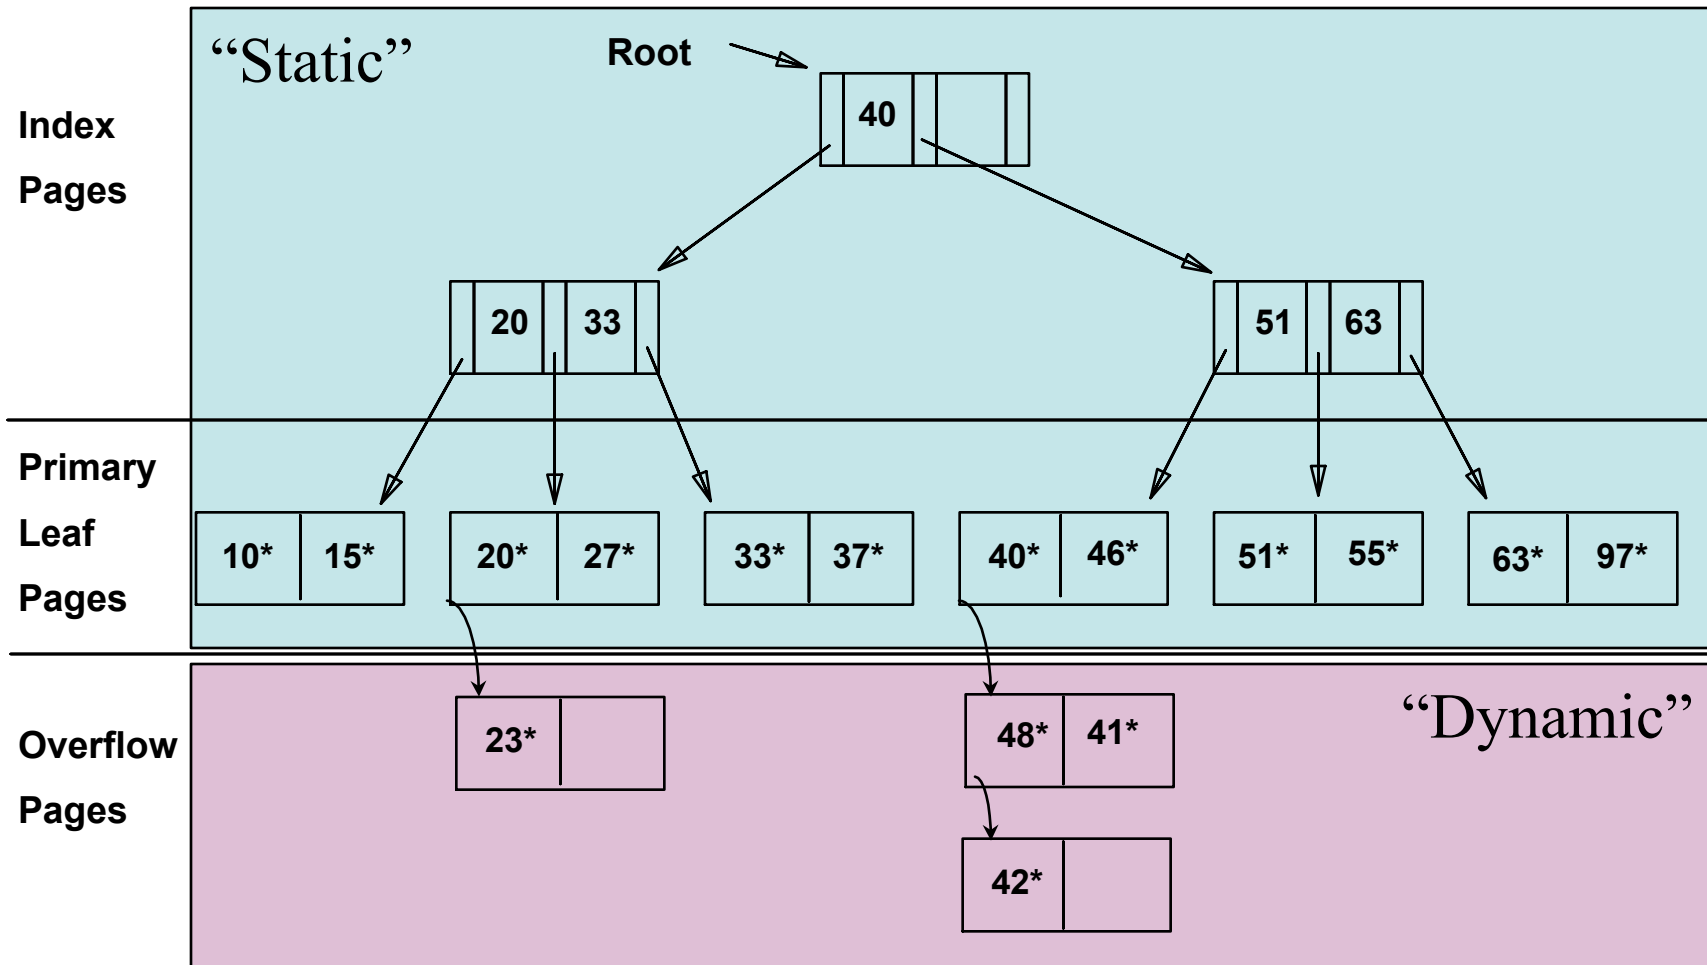 “Static”
Root
Index
Pages
40
20 33
51 63
Primary
Leaf
Pages
10* 15*
20* 27*
33* 37*
40* 46*
51* 55*
63* 97*
Overflow
Pages
“Dynamic”
23*
48* 41*
42*